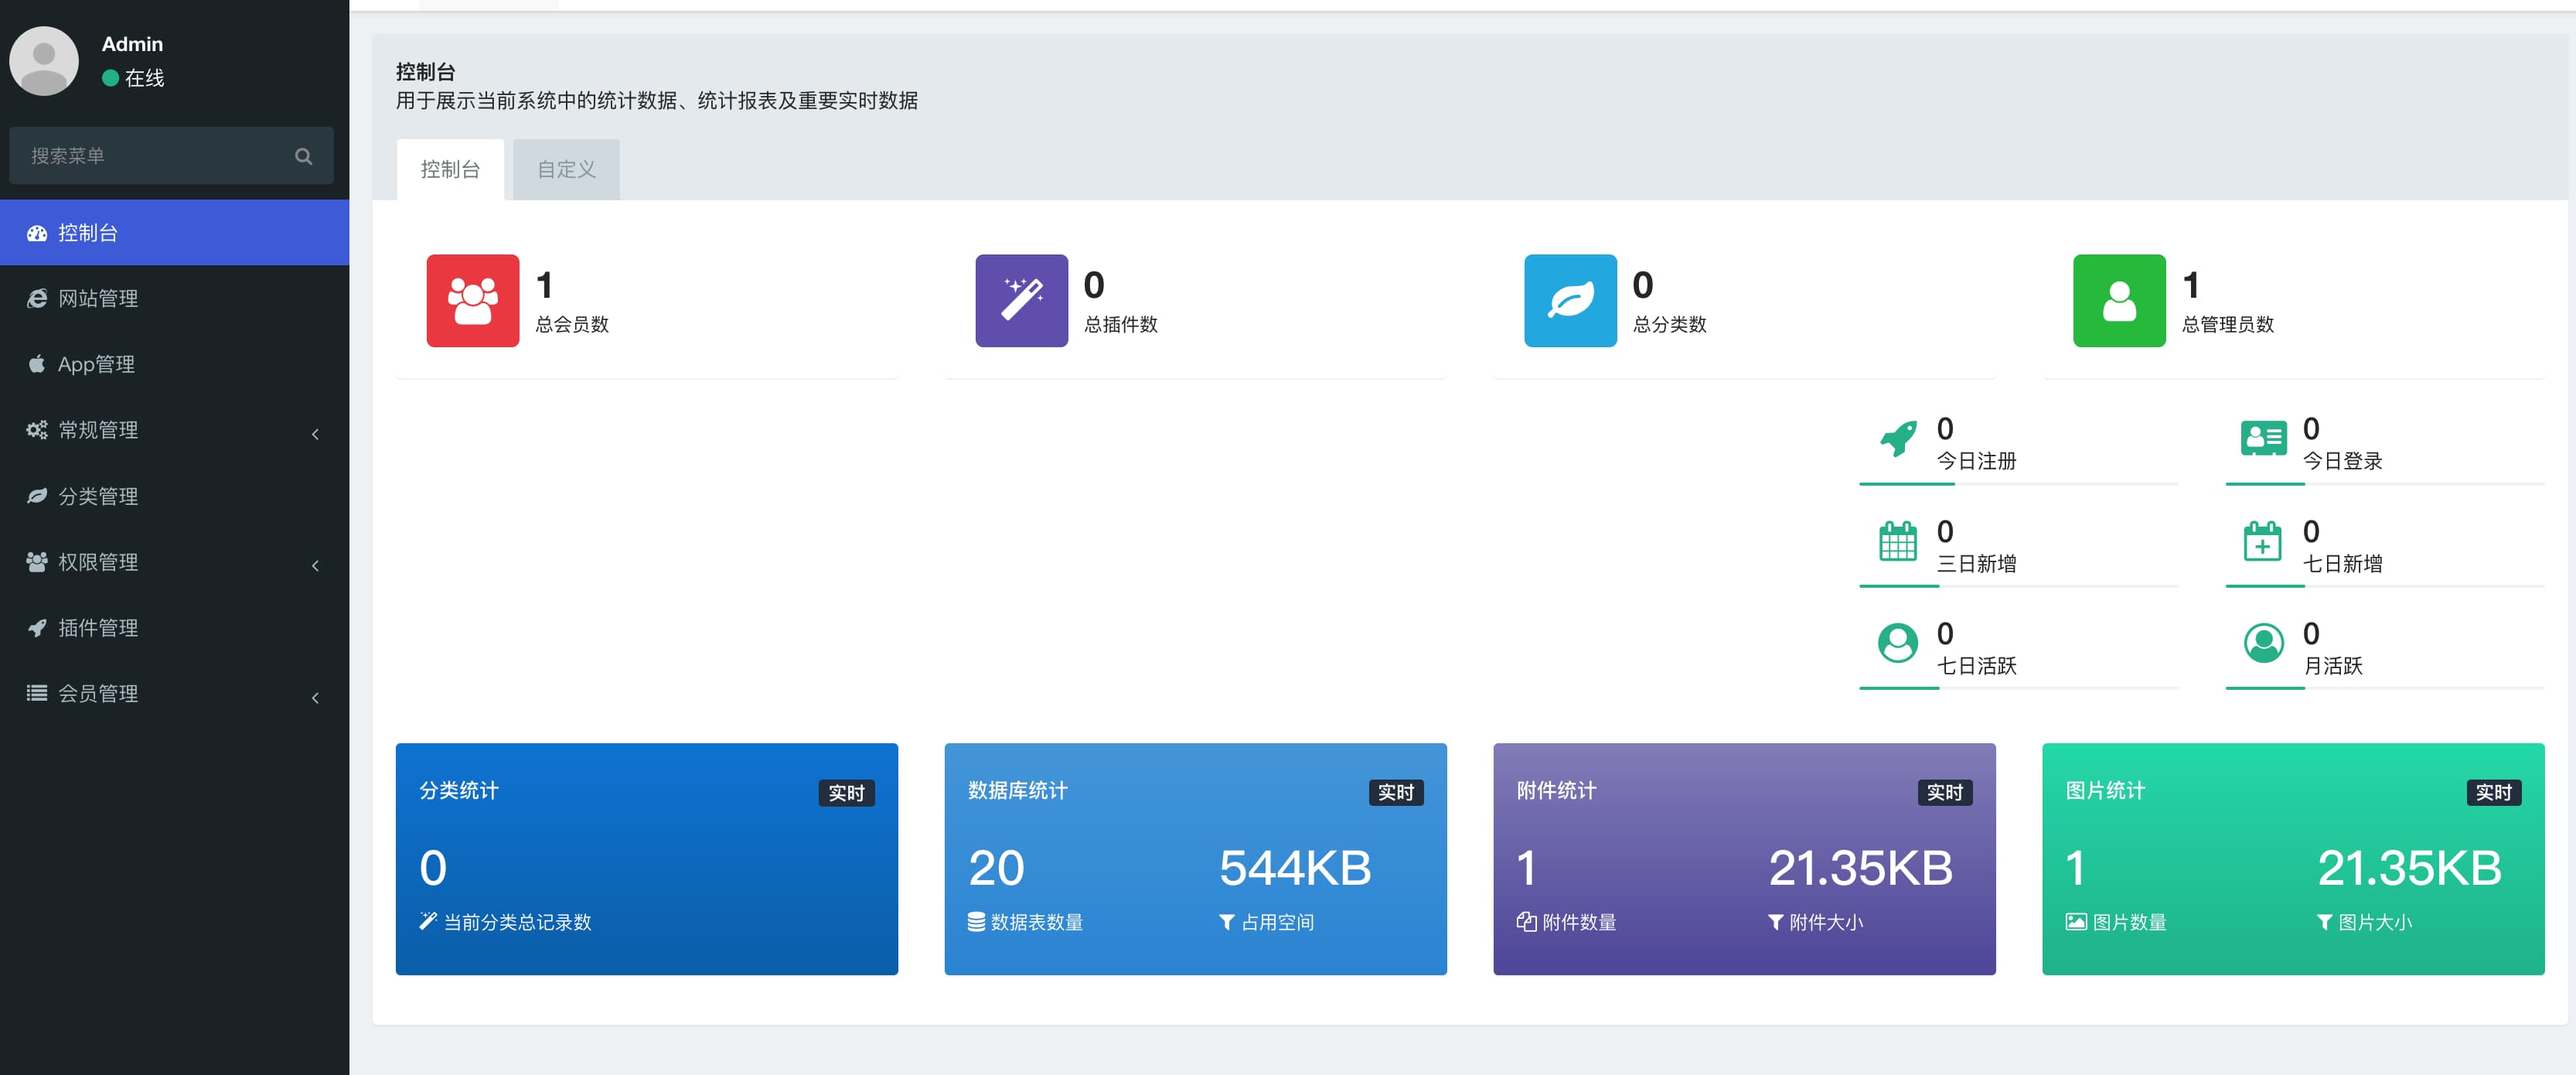 Admin
在线
搜索菜单
控制台
网站管理
App管理
常规管理
分类管理
权限管理
插件管理
会员管理
控制台
用于展示当前系统中的统计数据、统计报表及重要实时数据
控制台 自定义
1
总会员数
0
总插件数
0
总分类数
1
总管理员数
0
今日注册
0
今日登录
0
三日新增
0
七日新增
0
七日活跃
0
月活跃
分类统计 实时
0
当前分类总记录数
数据库统计 实时
20 544KB
数据表数量 占用空间
附件统计 实时
1 21.35KB
附件数量 附件大小
图片统计 实时
1 21.35KB
图片数量 图片大小